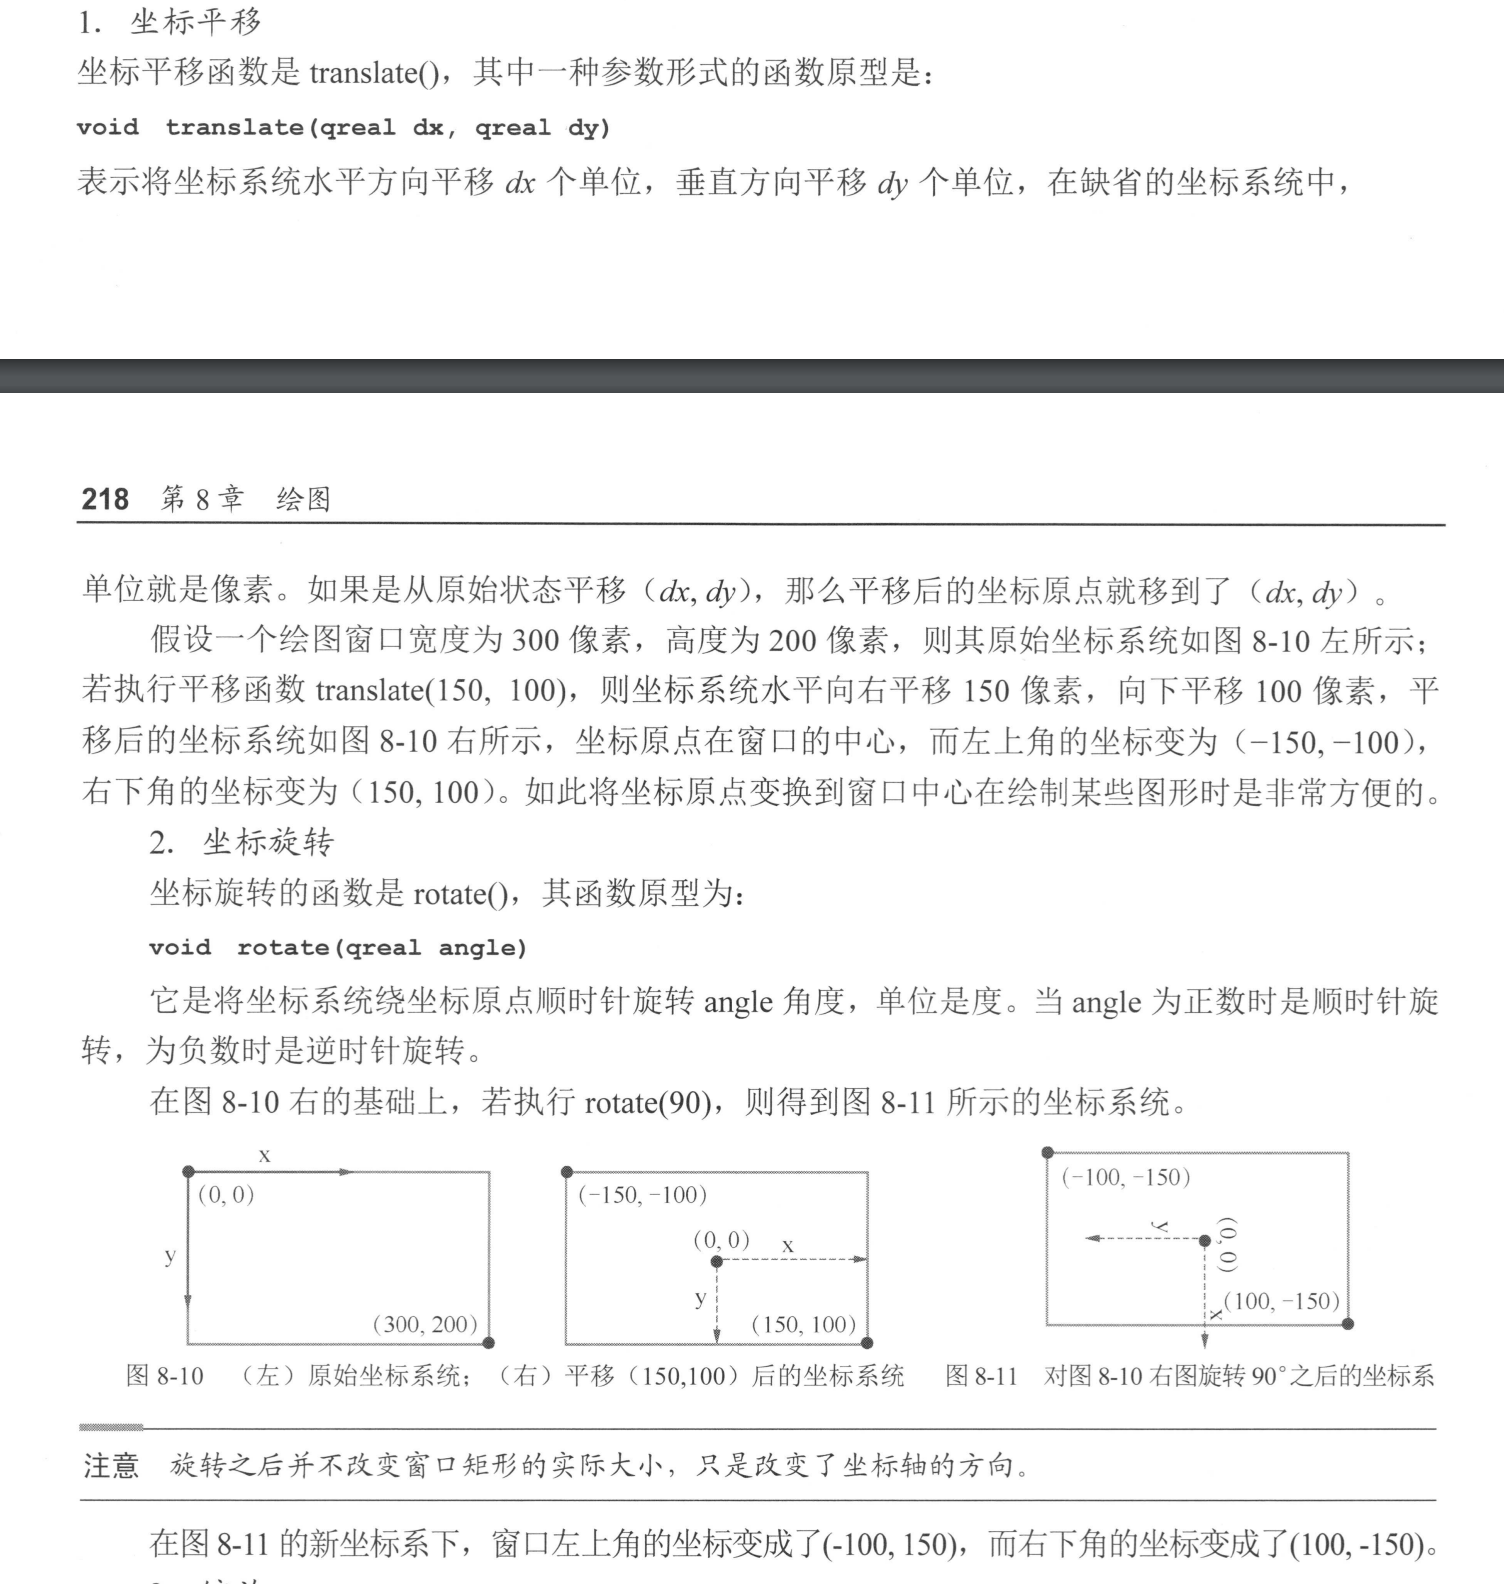 1. 坐标平移
坐标平移函数是 translate()，其中一种参数形式的函数原型是：
void translate(qreal dx, qreal dy)
表示将坐标系统水平方向平移 dx 个单位，垂直方向平移 dy 个单位，在缺省的坐标系统中，
218 第 8 章 绘图
单位就是像素。如果是从原始状态平移（dx, dy），那么平移后的坐标原点就移到了（dx, dy）。
假设一个绘图窗口宽度为 300 像素，高度为 200 像素，则其原始坐标系统如图 8-10 左所示；
若执行平移函数 translate(150, 100)，则坐标系统水平向右平移 150 像素，向下平移 100 像素，平
移后的坐标系统如图 8-10 右所示，坐标原点在窗口的中心，而左上角的坐标变为（−150, −100），
右下角的坐标变为（150, 100）。如此将坐标原点变换到窗口中心在绘制某些图形时是非常方便的。
2. 坐标旋转
坐标旋转的函数是 rotate()，其函数原型为：
void rotate(qreal angle)
它是将坐标系统绕坐标原点顺时针旋转 angle 角度，单位是度。当 angle 为正数时是顺时针旋
转，为负数时是逆时针旋转。
在图 8-10 右的基础上，若执行 rotate(90)，则得到图 8-11 所示的坐标系统。
x
(0, 0)
y
(300, 200)
(−150, −100)
(0, 0) x
y
(150, 100)
(−100, −150)
y
(0, 0)
x
(100, −150)
图 8-10 （左）原始坐标系统；（右）平移（150,100）后的坐标系统
图 8-11 对图 8-10 右图旋转 90°之后的坐标系
注意 旋转之后并不改变窗口矩形的实际大小，只是改变了坐标轴的方向。
在图 8-11 的新坐标系下，窗口左上角的坐标变成了(-100, 150)，而右下角的坐标变成了(100, -150)。